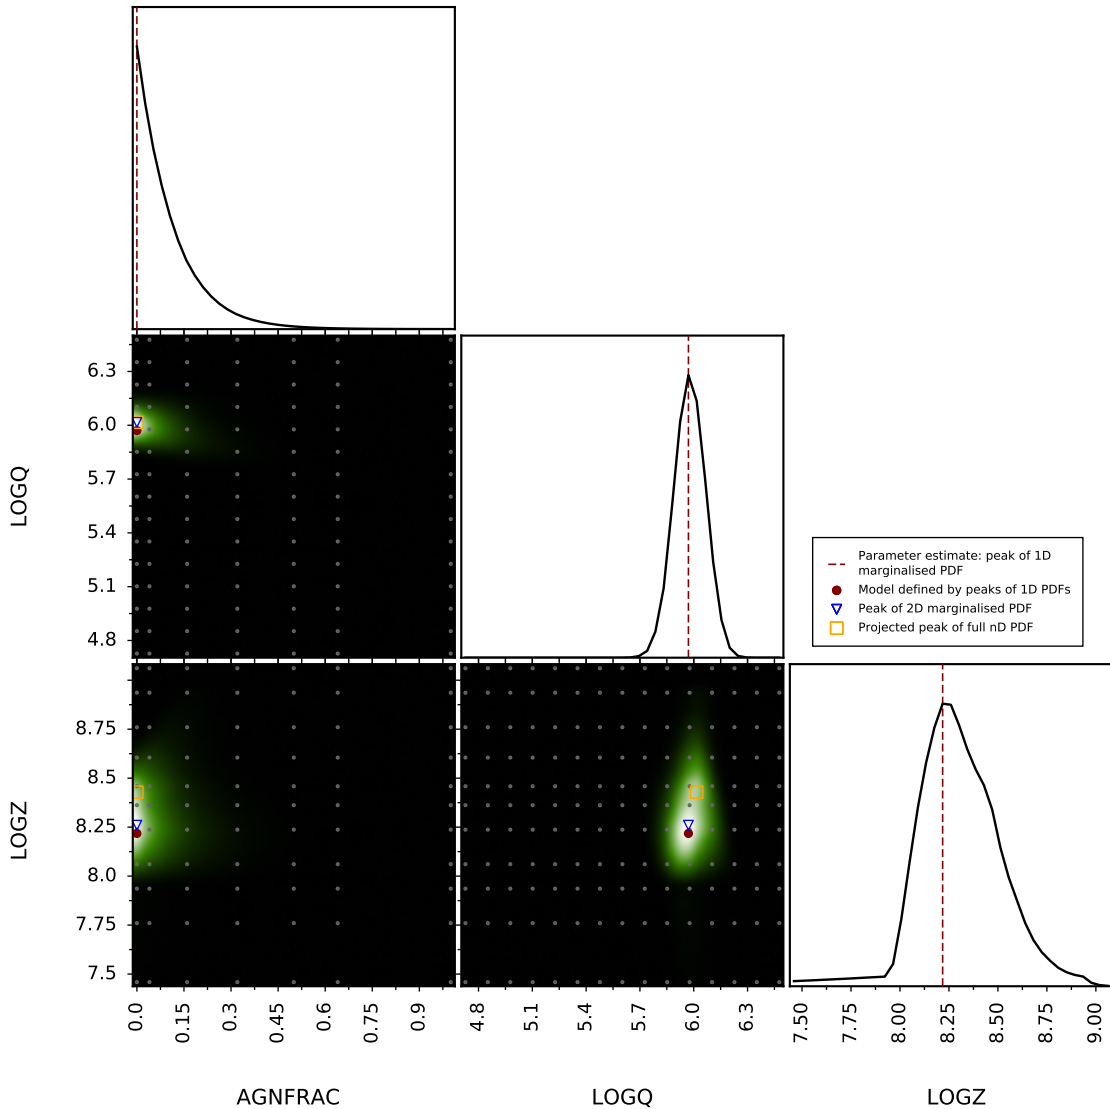 6.3
6.0
5.7
5.4
5.1
4.8
LOGQ
Parameter estimate: peak of 1D
marginalised PDF
Model defined by peaks of 1D PDFs
Peak of 2D marginalised PDF
Projected peak of full nD PDF
8.75
8.5
8.25
8.0
7.75
7.5
LOGZ
0.0 0.15 0.3 0.45 0.6 0.75 0.9
4.8 5.1 5.4 5.7 6.0 6.3
7.50 7.75 8.00 8.25 8.50 8.75 9.00
AGNFRAC LOGQ LOGZ